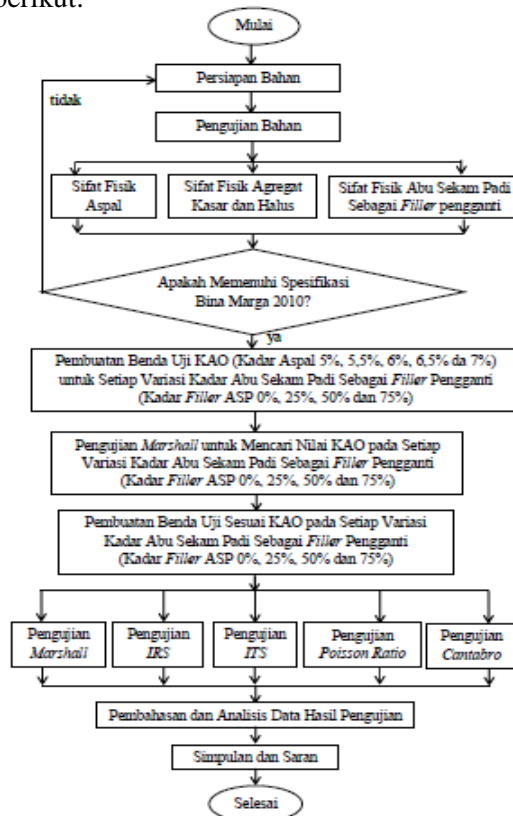 berikut:
Mulai
Persiapan Bahan
tidak
Pengujian Bahan
Sifat Fisik
Aspal
Sifat Fisik Agregat
Kasar dan Halus
Sifat Fisik Abu Sekam Padi
Sebagai Filler pengganti
Apakah Memenuhi Spesifikasi
Bina Marga 2010?
ya
Pembuatan Benda Uji KAO (Kadar Aspal 5%, 5,5%, 6%, 6,5% da 7%)
untuk Setiap Variasi Kadar Abu Sekam Padi Sebagai Filler Pengganti
(Kadar Filler ASP 0%, 25%, 50% dan 75%)
Pengujian Marshall untuk Mencari Nilai KAO pada Setiap
Variasi Kadar Abu Sekam Padi Sebagai Filler Pengganti
(Kadar Filler ASP 0%, 25%, 50% dan 75%)
Pembuatan Benda Uji Sesuai KAO pada Setiap Variasi
Kadar Abu Sekam Padi Sebagai Filler Pengganti
(Kadar Filler ASP 0%, 25%, 50% dan 75%)
Pengujian
Marshall
Pengujian
IRS
Pengujian
ITS
Pengujian
Poisson Ratio
Pengujian
Cantabro
Pembahasan dan Analisis Data Hasil Pengujian
Simpulan dan Saran
Selesai